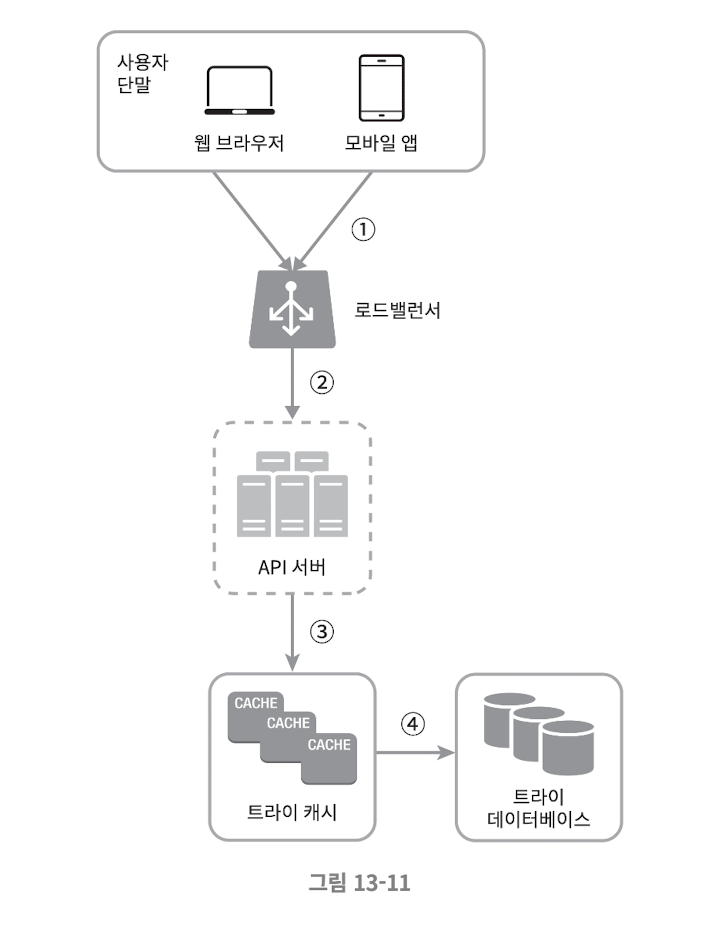 사용자
단말
웹 브라우저
모바일 앱
①
로드밸런서
②
API 서버
③
CACHE
CACHE
CACHE
트라이 캐시
④
트라이
데이터베이스
그림 13-11